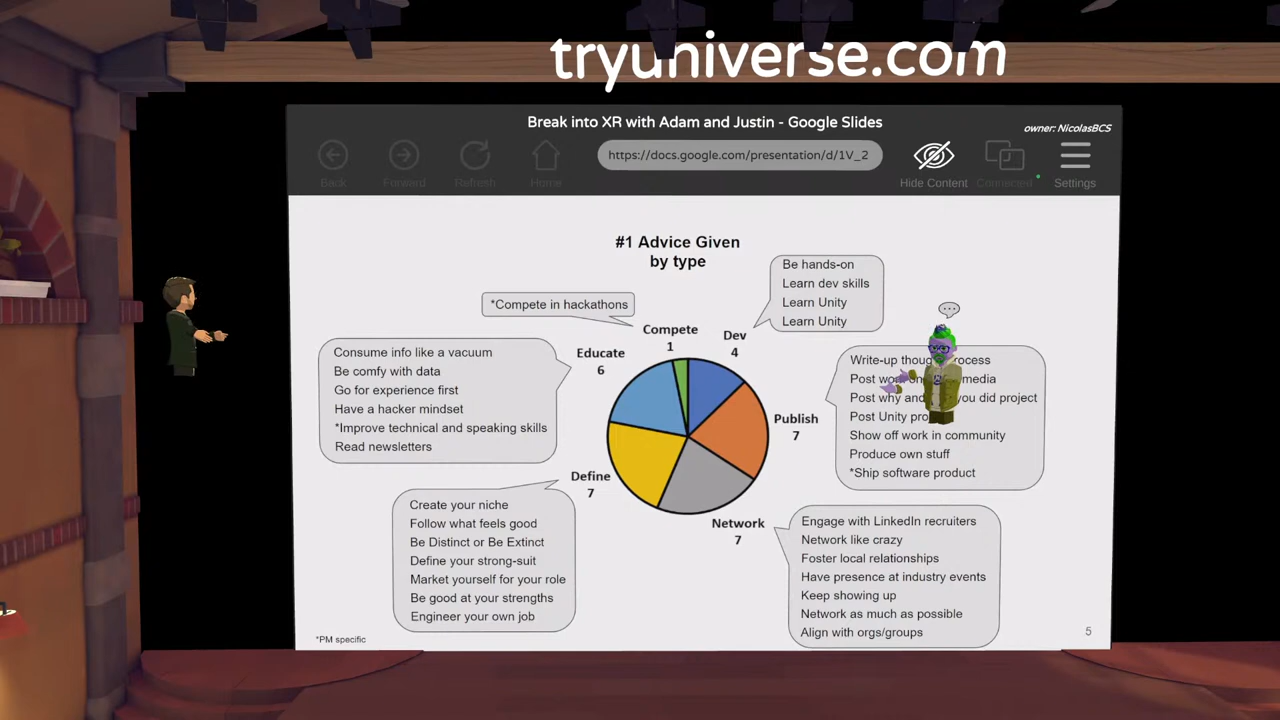 tryuniverse.com
Break into XR with Adam and Justin - Google Slides
owner: NicolasBCS
https://docs.google.com/presentation/d/1V_2
Back
Forward
Refresh
Home
Hide Content
Connected
Settings
#1 Advice Given
by type
*Compete in hackathons
Compete
1
Be hands-on
Learn dev skills
Learn Unity
Learn Unity
Dev
4
Consume info like a vacuum
Be comfy with data
Go for experience first
Have a hacker mindset
*Improve technical and speaking skills
Read newsletters
Educate
6
Write-up process
Post media
Post why and you did project
Post Unity
Show off work in community
Produce own stuff
*Ship software product
Publish
7
Define
7
Create your niche
Follow what feels good
Be Distinct or Be Extinct
Define your strong-suit
Market yourself for your role
Be good at your strengths
Engineer your own job
Network
7
Engage with LinkedIn recruiters
Network like crazy
Foster local relationships
Have presence at industry events
Keep showing up
Network as much as possible
Align with orgs/groups
*PM specific
5